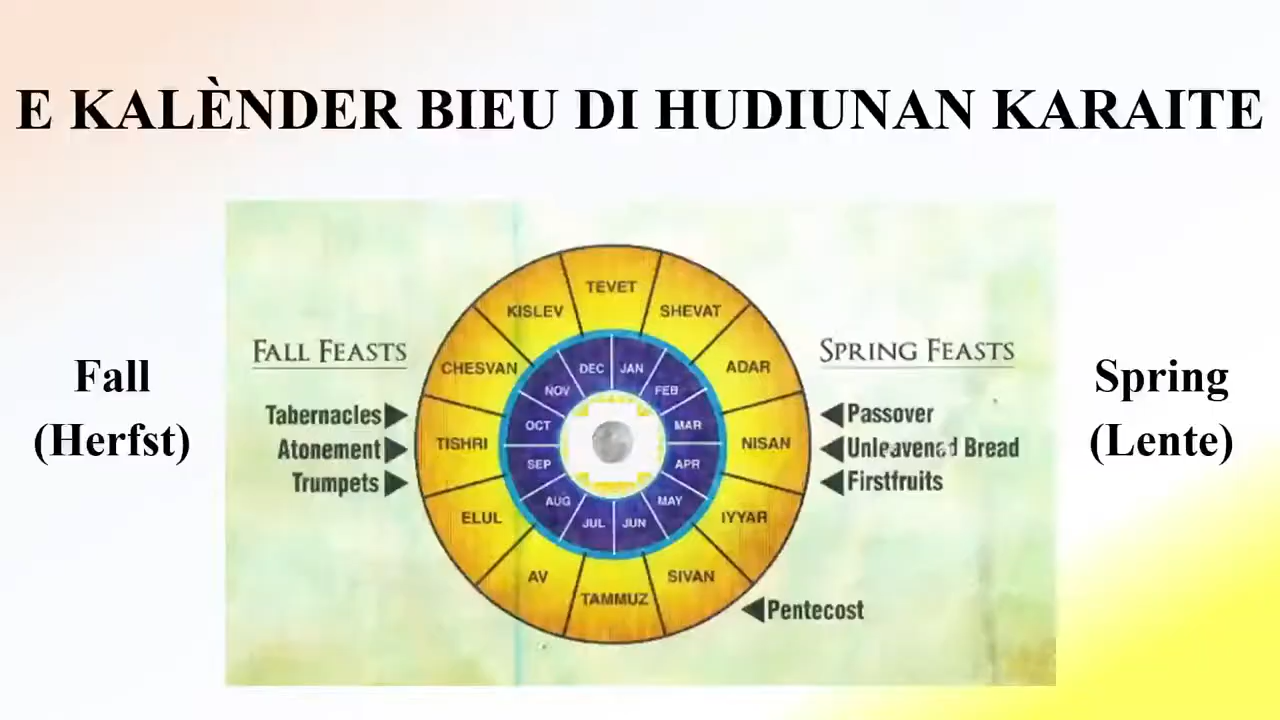 E KALÈNDER BIEU DI HUDIUNAN KARAITE
Fall
(Herfst)
FALL FEASTS
Tabernacles
Atonement
Trumpets
TEVET
SHEVAT
ADAR
NISAN
IYYAR
SIVAN
TAMMUZ
AV
ELUL
TISHRI
CHESVAN
KISLEV
JAN
FEB
MAR
APR
MAY
JUN
JUL
AUG
SEP
OCT
NOV
DEC
SPRING FEASTS
Passover
Unleavened Bread
Firstfruits
Pentecost
Spring
(Lente)